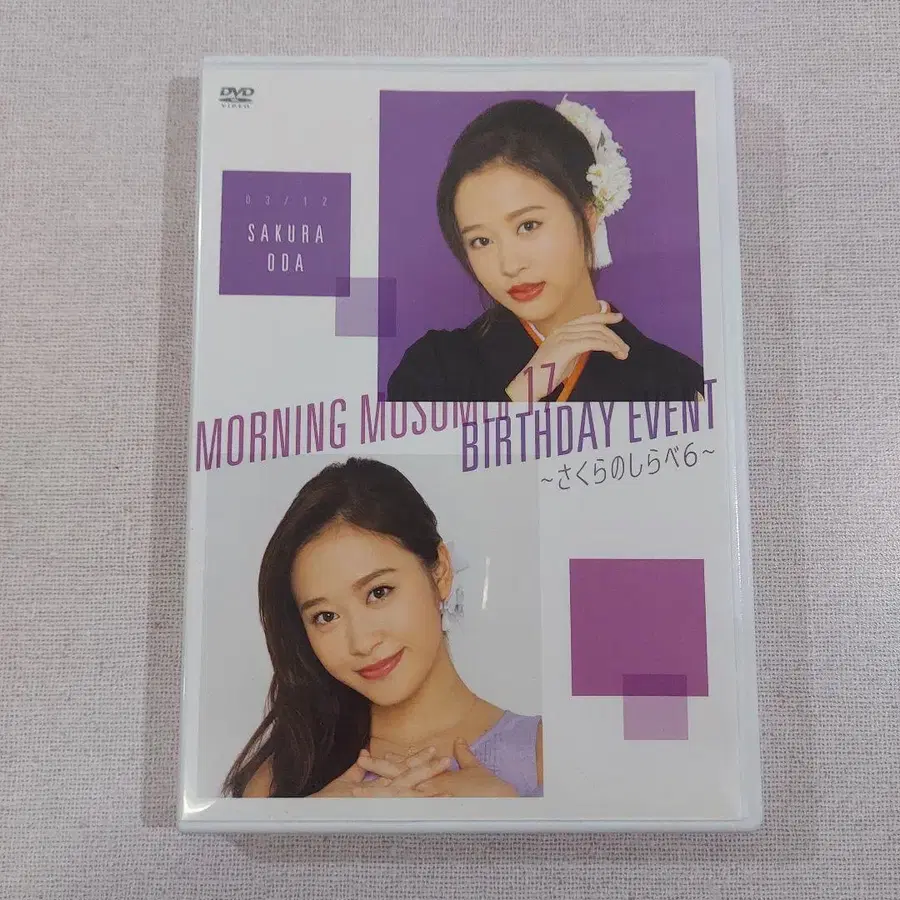 DVD
VIDEO
03/12
SAKURA
ODA
MORNING MUSUME。'17
BIRTHDAY EVENT
~さくらのしらべ6~